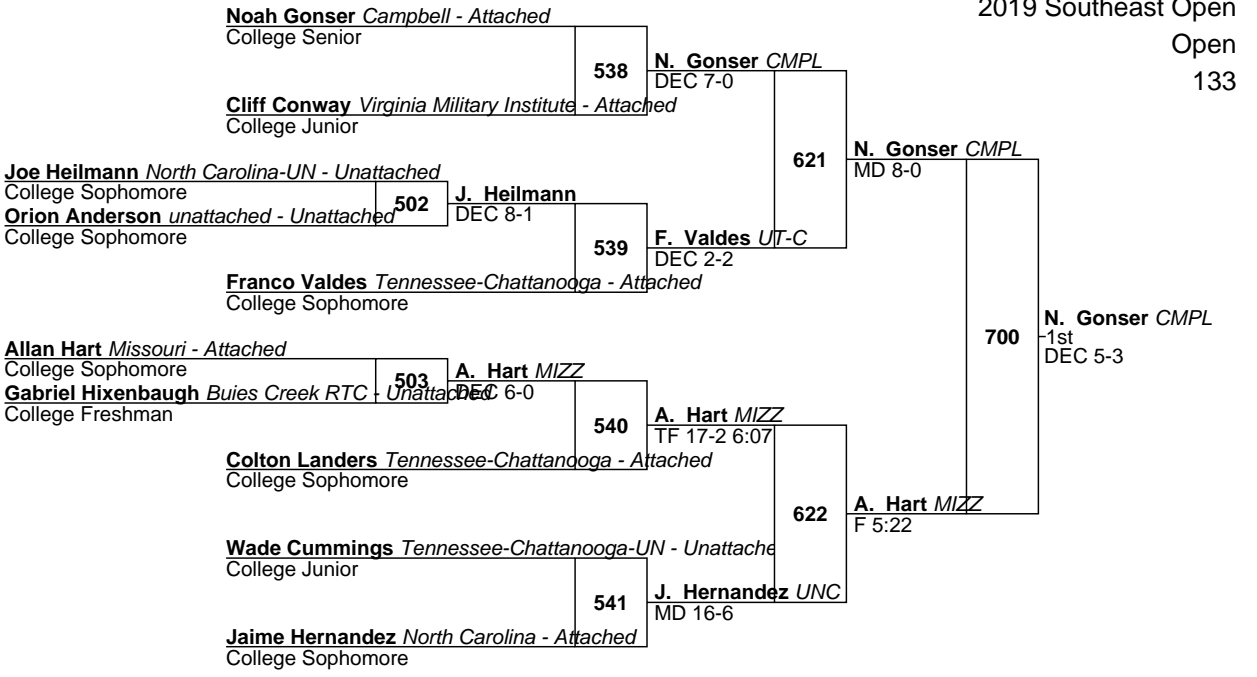 2019 Southeast Open
Open
133
Noah Gonser Campbell - Attached
College Senior
538
N. Gonser CMPL
DEC 7-0
Cliff Conway Virginia Military Institute - Attached
College Junior
621
N. Gonser CMPL
MD 8-0
Joe Heilmann North Carolina-UN - Unattached
College Sophomore
502
J. Heilmann
DEC 8-1
Orion Anderson unattached - Unattached
College Sophomore
539
F. Valdes UT-C
DEC 2-2
Franco Valdes Tennessee-Chattanooga - Attached
College Sophomore
700
N. Gonser CMPL
1st
DEC 5-3
Allan Hart Missouri - Attached
College Sophomore
503
A. Hart MIZZ
DEC 6-0
Gabriel Hixenbaugh Buies Creek RTC - Unattached
College Freshman
540
A. Hart MIZZ
TF 17-2 6:07
Colton Landers Tennessee-Chattanooga - Attached
College Sophomore
622
A. Hart MIZZ
F 5:22
Wade Cummings Tennessee-Chattanooga-UN - Unattache
College Junior
541
J. Hernandez UNC
MD 16-6
Jaime Hernandez North Carolina - Attached
College Sophomore